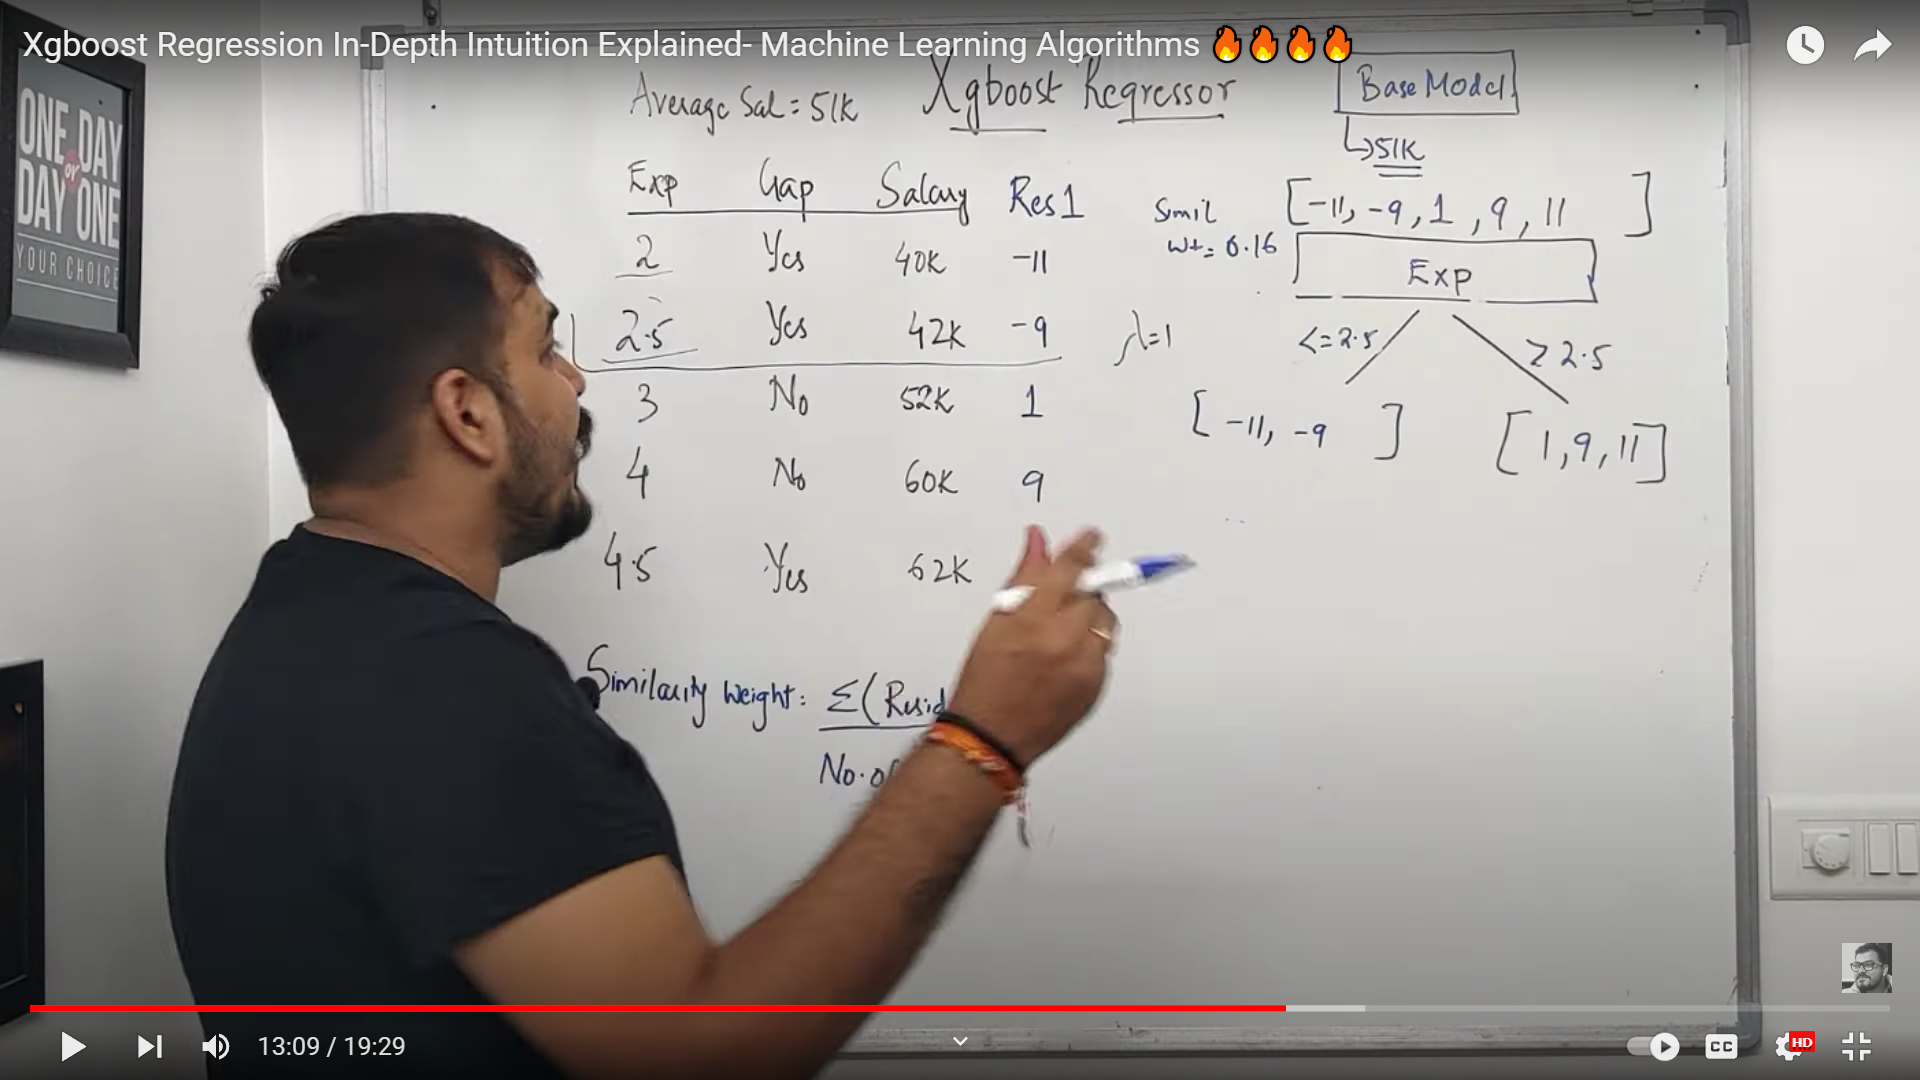 Xgboost Regression In-Depth Intuition Explained- Machine Learning Algorithms 🔥🔥🔥🔥
ONE DAY
or
DAY ONE
YOUR CHOICE
Average Sal = 51K
Xgboost Regressor
Base Model
51K
Exp Gap Salary Res1
2 Yes 40K -11
2.5 Yes 42K -9
3 No 52K 1
4 No 60K 9
4.5 Yes 62K
λ=1
Simil
wt = 0.16
[-11, -9, 1, 9, 11 ]
Exp
<=2.5
≥ 2.5
[ -11, -9 ]
[ 1, 9, 11 ]
Similarity Weight: Σ(Resid
No. of
13:09 / 19:29
CC
HD